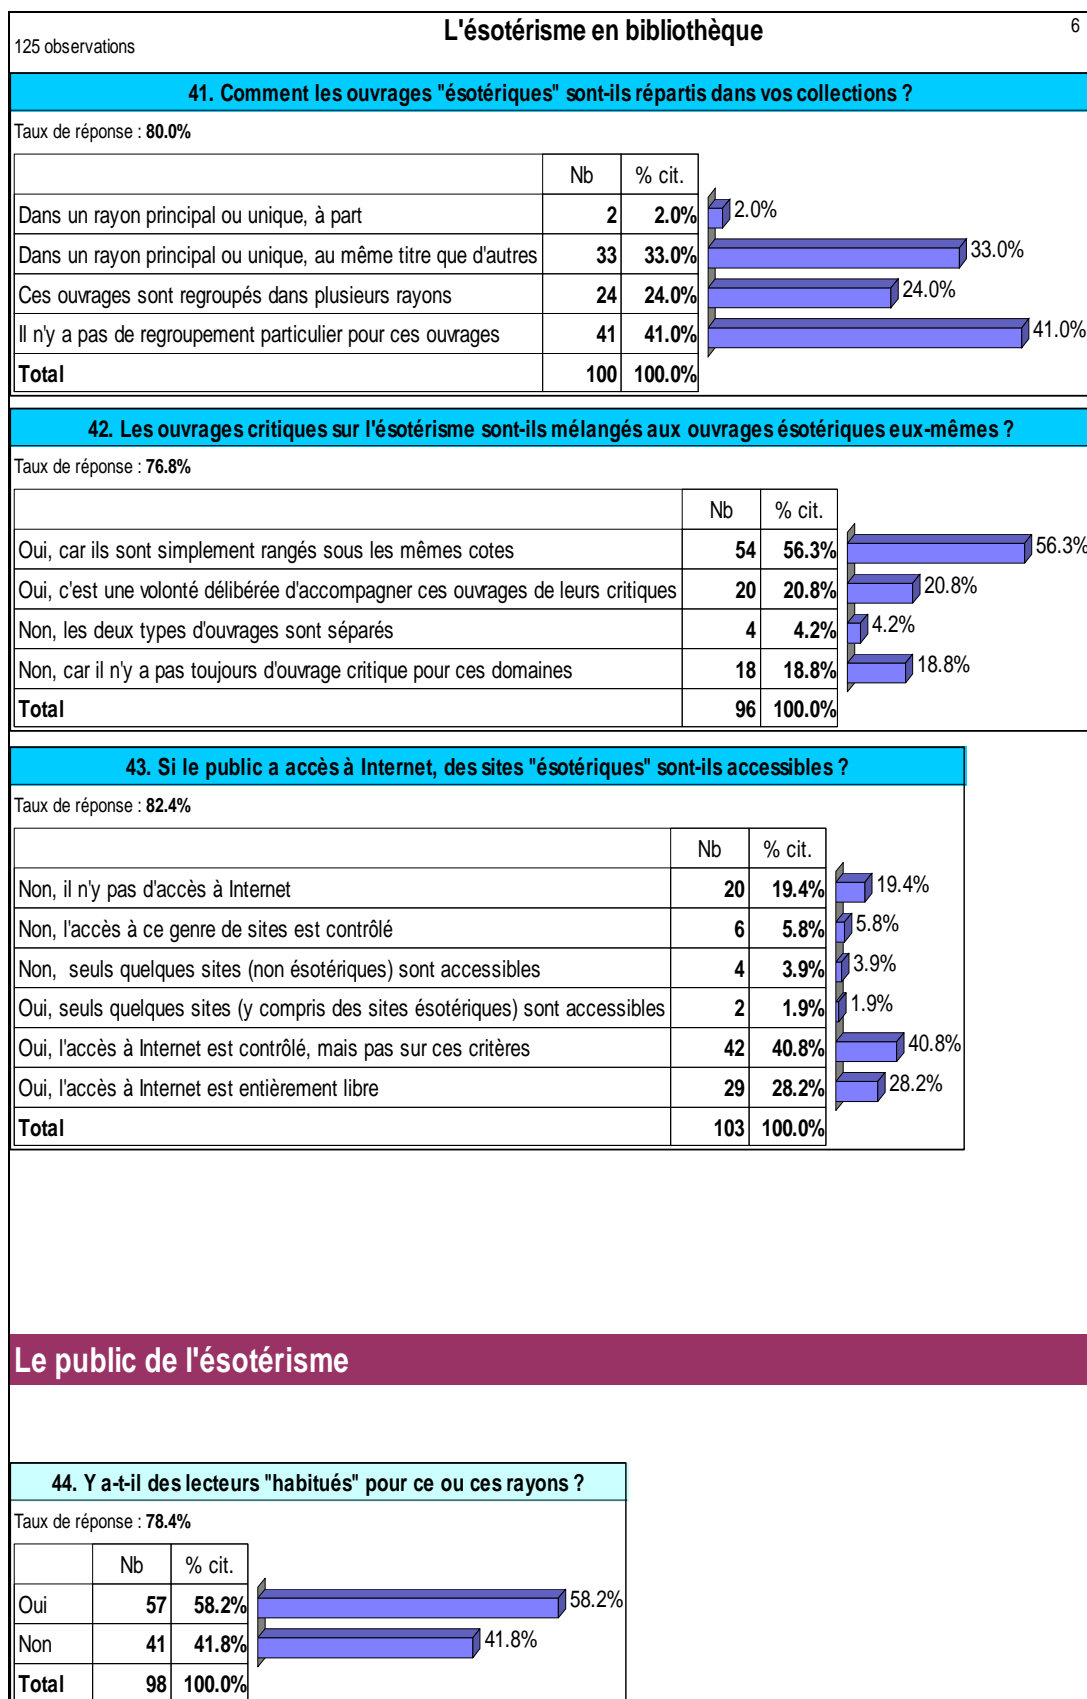 L'ésotérisme en bibliothèque 6
125 observations
41. Comment les ouvrages "ésotériques" sont-ils répartis dans vos collections ?
Taux de réponse : 80.0%
Nb % cit.
Dans un rayon principal ou unique, à part 2 2.0% 2.0%
Dans un rayon principal ou unique, au même titre que d'autres 33 33.0% 33.0%
Ces ouvrages sont regroupés dans plusieurs rayons 24 24.0% 24.0%
Il n'y a pas de regroupement particulier pour ces ouvrages 41 41.0% 41.0%
Total 100 100.0%
42. Les ouvrages critiques sur l'ésotérisme sont-ils mélangés aux ouvrages ésotériques eux-mêmes ?
Taux de réponse : 76.8%
Nb % cit.
Oui, car ils sont simplement rangés sous les mêmes cotes 54 56.3% 56.3%
Oui, c'est une volonté délibérée d'accompagner ces ouvrages de leurs critiques 20 20.8% 20.8%
Non, les deux types d'ouvrages sont séparés 4 4.2% 4.2%
Non, car il n'y a pas toujours d'ouvrage critique pour ces domaines 18 18.8% 18.8%
Total 96 100.0%
43. Si le public a accès à Internet, des sites "ésotériques" sont-ils accessibles ?
Taux de réponse : 82.4%
Nb % cit.
Non, il n'y pas d'accès à Internet 20 19.4% 19.4%
Non, l'accès à ce genre de sites est contrôlé 6 5.8% 5.8%
Non, seuls quelques sites (non ésotériques) sont accessibles 4 3.9% 3.9%
Oui, seuls quelques sites (y compris des sites ésotériques) sont accessibles 2 1.9% 1.9%
Oui, l'accès à Internet est contrôlé, mais pas sur ces critères 42 40.8% 40.8%
Oui, l'accès à Internet est entièrement libre 29 28.2% 28.2%
Total 103 100.0%
Le public de l'ésotérisme
44. Y a-t-il des lecteurs "habitués" pour ce ou ces rayons ?
Taux de réponse : 78.4%
Nb % cit.
Oui 57 58.2% 58.2%
Non 41 41.8% 41.8%
Total 98 100.0%